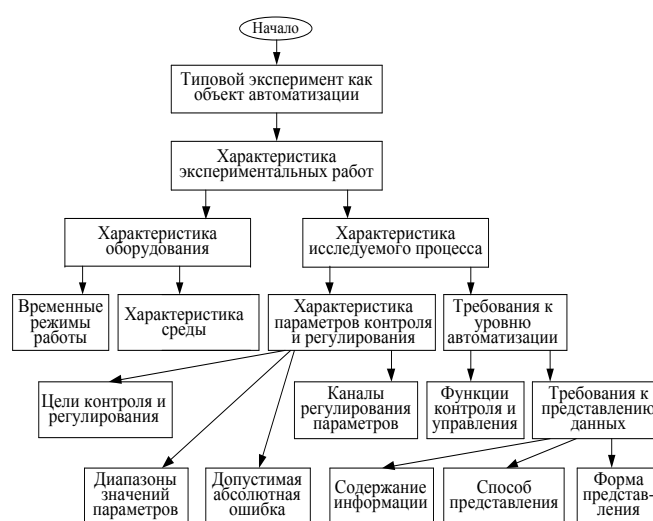 Начало
Типовой эксперимент как
объект автоматизации
Характеристика
экспериментальных работ
Характеристика
оборудования
Характеристика
исследуемого процесса
Временные
режимы
работы
Характеристика
среды
Характеристика
параметров контроля
и регулирования
Требования к
уровню
автоматизации
Цели контроля и
регулирования
Каналы
регулирования
параметров
Функции
контроля и
управления
Требования к
представлению
данных
Диапазоны
значений
параметров
Допустимая
абсолютная
ошибка
Содержание
информации
Способ
представления
Форма
представ-
ления